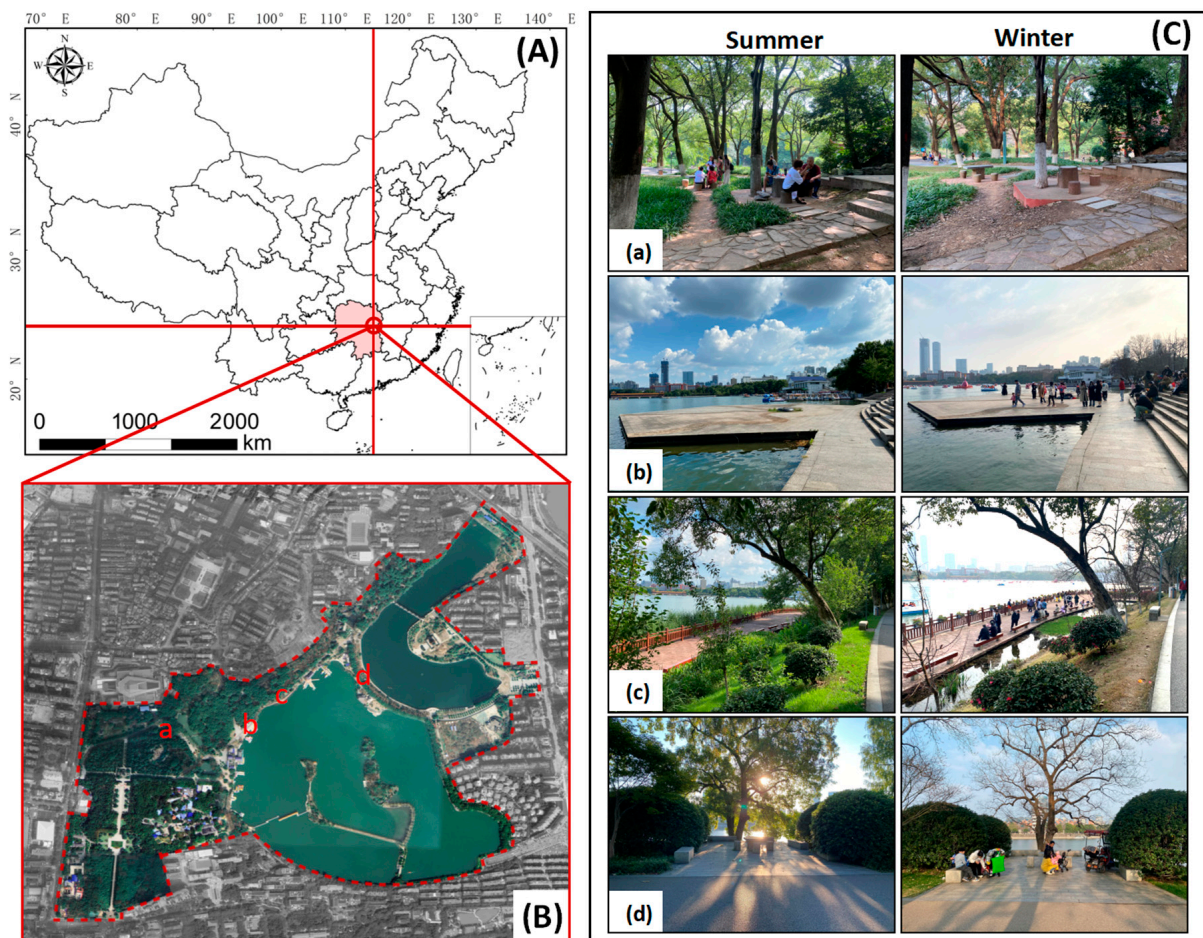 70° E 80° E 90° E 100° E 110° E 120° E 130° E 140° E
(A)
N
W E
S
40° N
30° N
20° N
0 1000 2000
km
a
b
c
d
(B)
Summer Winter (C)
(a)
(b)
(c)
(d)